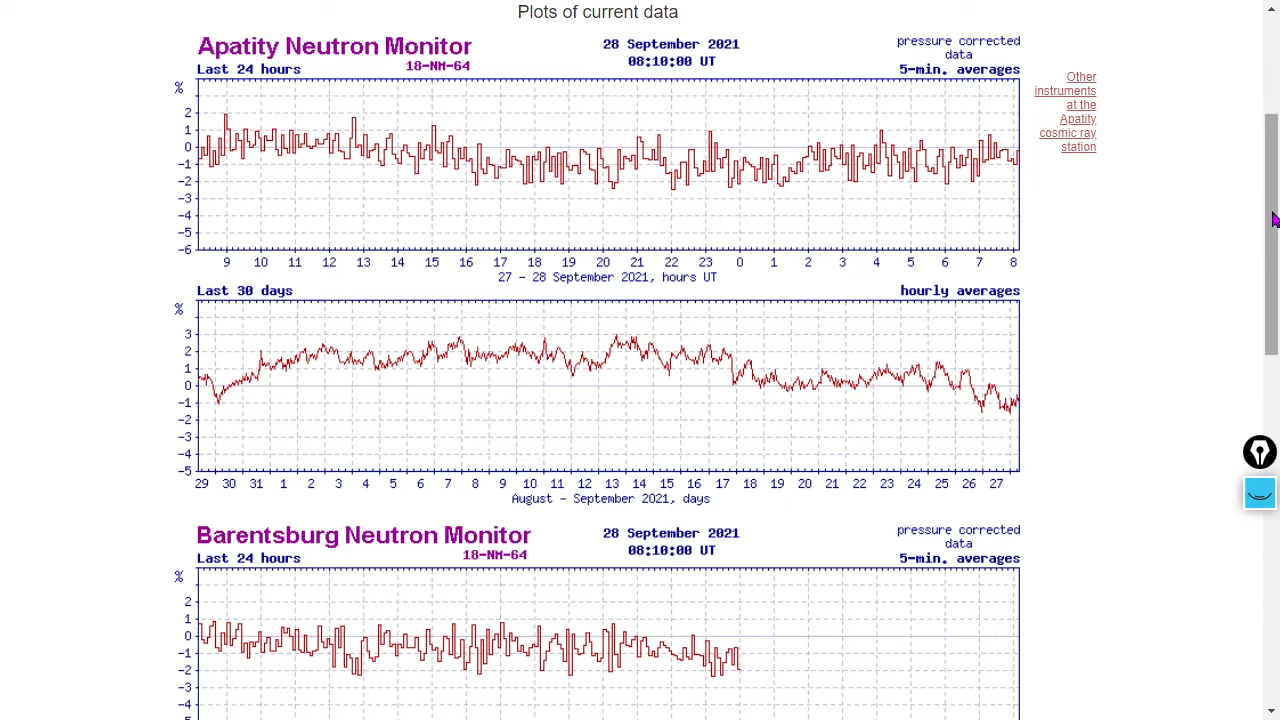 Plots of current data
Apatity Neutron Monitor
18-NM-64
28 September 2021
08:10:00 UT
pressure corrected
data
Last 24 hours
5-min. averages
%
2
1
0
-1
-2
-3
-4
-5
-6
9 10 11 12 13 14 15 16 17 18 19 20 21 22 23 0 1 2 3 4 5 6 7 8
27 - 28 September 2021, hours UT
Other
instruments
at the
Apatity
cosmic ray
station
Last 30 days
hourly averages
%
3
2
1
0
-1
-2
-3
-4
-5
29 30 31 1 2 3 4 5 6 7 8 9 10 11 12 13 14 15 16 17 18 19 20 21 22 23 24 25 26 27
August - September 2021, days
Barentsburg Neutron Monitor
18-NM-64
28 September 2021
08:10:00 UT
pressure corrected
data
Last 24 hours
5-min. averages
%
2
1
0
-1
-2
-3
-4
-5